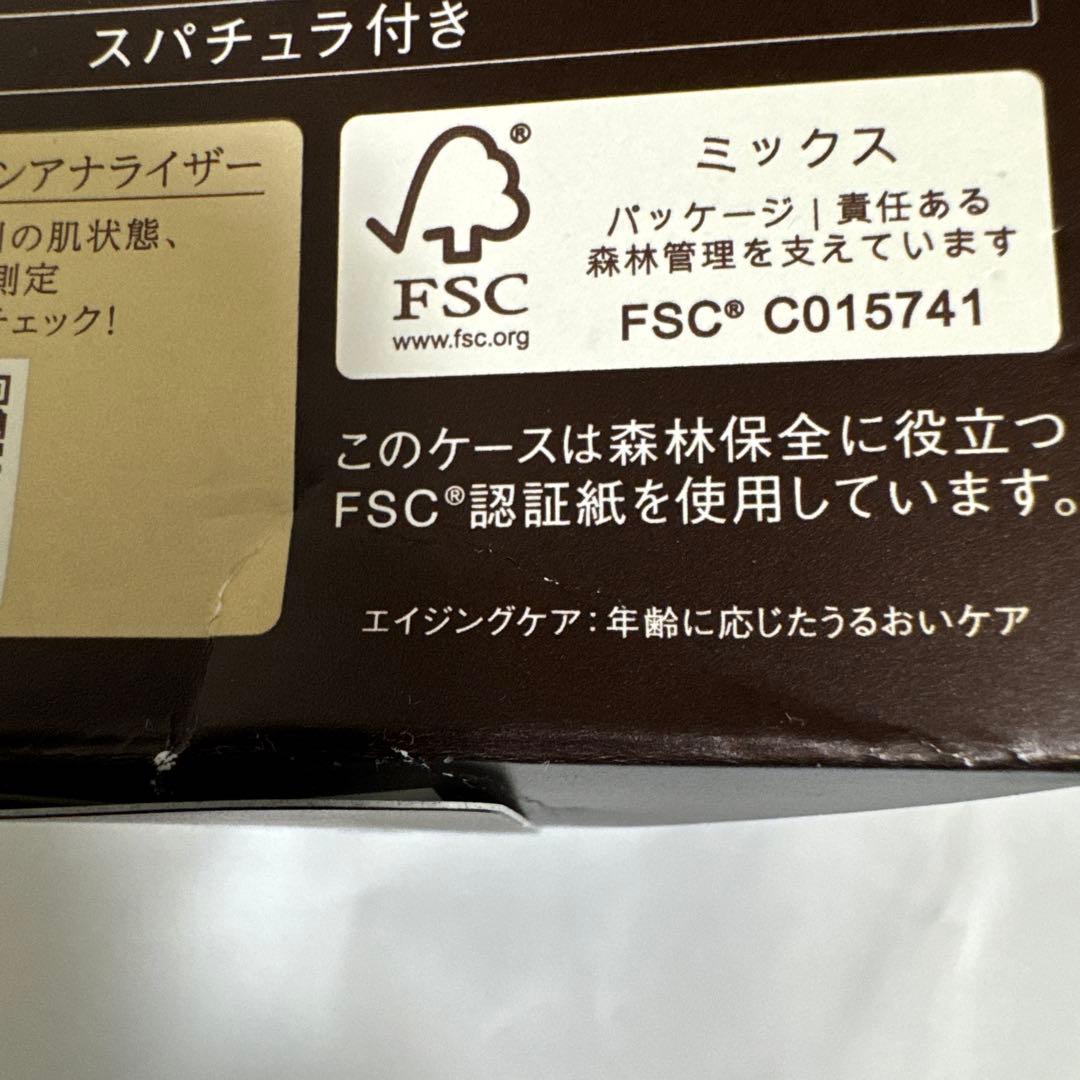 スパチュラ付き
ンアナライザー
の肌状態、
測定
チェック!
®
FSC
www.fsc.org
ミックス
パッケージ | 責任ある
森林管理を支えています
FSC® C015741
このケースは森林保全に役立つ
FSC®認証紙を使用しています。
エイジングケア:年齢に応じたうるおいケア